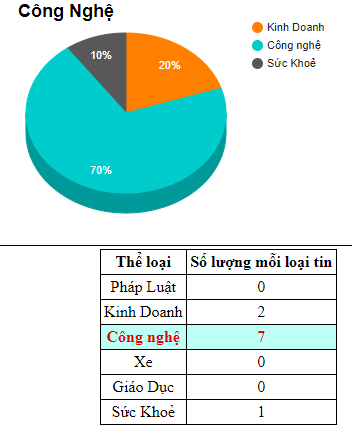 Công Nghệ
Kinh Doanh
Công nghệ
Sức Khoẻ
10%
20%
70%
Thể loại Số lượng mỗi loại tin
Pháp Luật 0
Kinh Doanh 2
Công nghệ 7
Xe 0
Giáo Dục 0
Sức Khoẻ 1